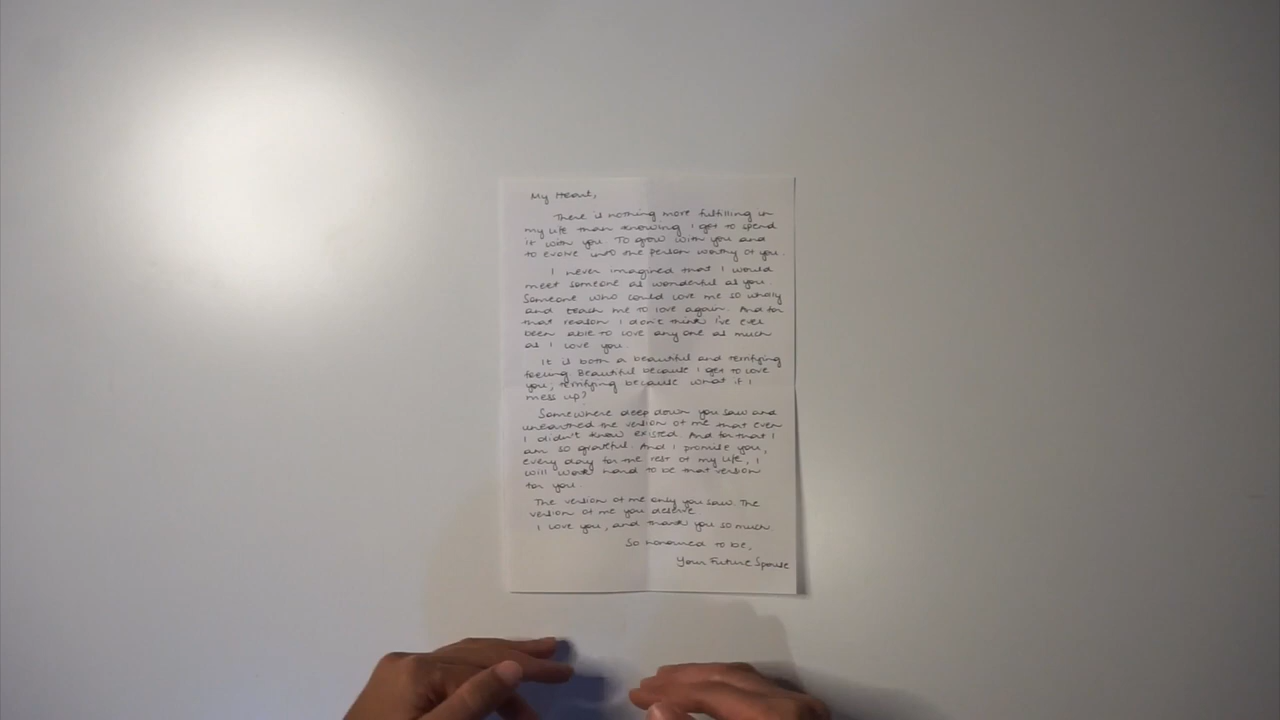 My Heart,
There is nothing more fulfilling in
my life than knowing I get to spend
it with you. To grow with you and
to evolve into the person worthy of you.
I never imagined that I would
meet someone as wonderful as you.
Someone who could love me so wholly
and teach me to love again. And for
that reason I don't think I've ever
been able to love anyone as much
as I love you.
It is both a beautiful and terrifying
feeling. Beautiful because I get to love
you; terrifying because what if I
mess up?
Somewhere deep down you saw and
unearthed the version of me that even
I didn't know existed. And for that I
am so grateful. And I promise you,
every day for the rest of my life, I
will work hard to be that version
for you.
The version of me only you saw. The
version of me you deserve
I love you, and thank you so much.
So honoured to be,
Your Future Spouse